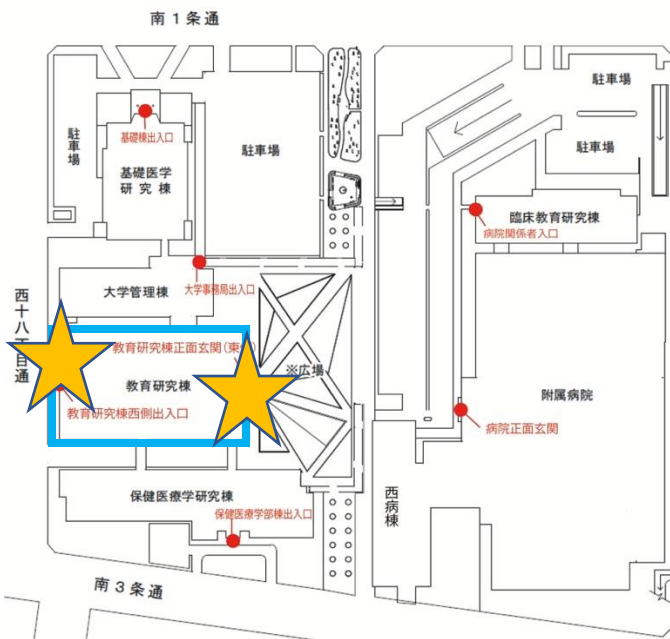 南１条通
駐車場
駐車場
基礎棟出入口
駐車場
駐車場
基礎医学
研 究 棟
臨床教育研究棟
病院関係者入口
大学管理棟
大学事務局出入口
西十八丁目通
教育研究棟正面玄関(東
※広場
教育研究棟
附属病院
教育研究棟西側出入口
病院正面玄関
保健医療学研究棟
西病棟
保健医療学部棟出入口
南３条通